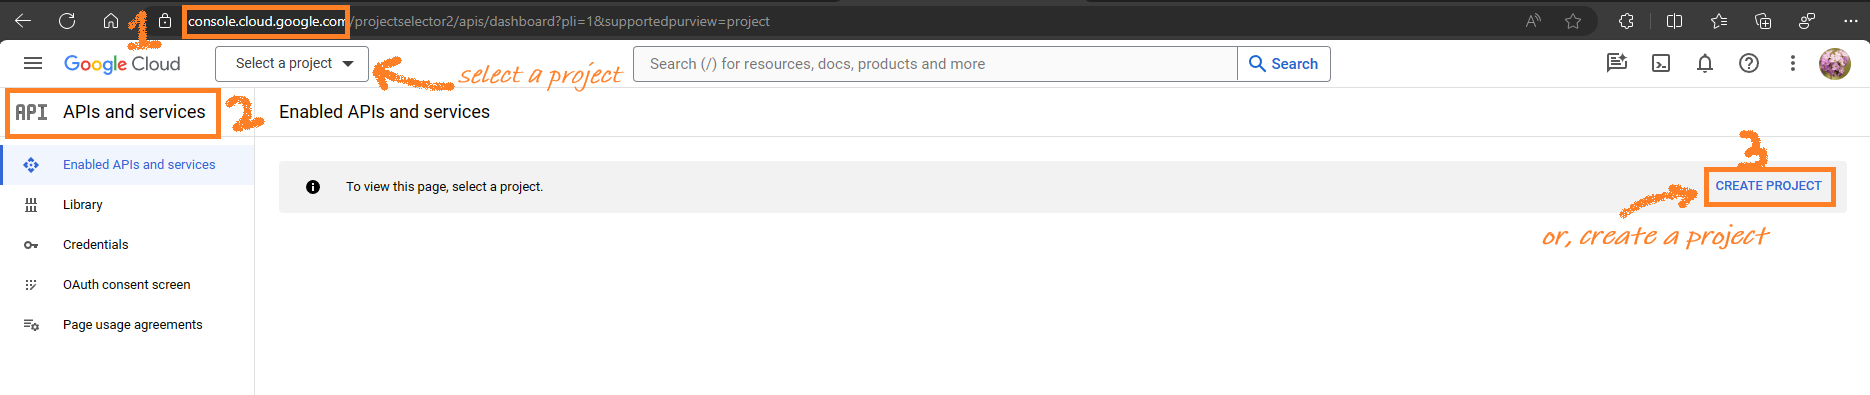 1
console.cloud.google.com/projectselector2/apis/dashboard?pli=1&supportedpurview=project
Google Cloud
Select a project
select a project
Search (/) for resources, docs, products and more
Search
API APIs and services
2
Enabled APIs and services
Enabled APIs and services
Library
Credentials
OAuth consent screen
Page usage agreements
To view this page, select a project.
3
CREATE PROJECT
or, create a project